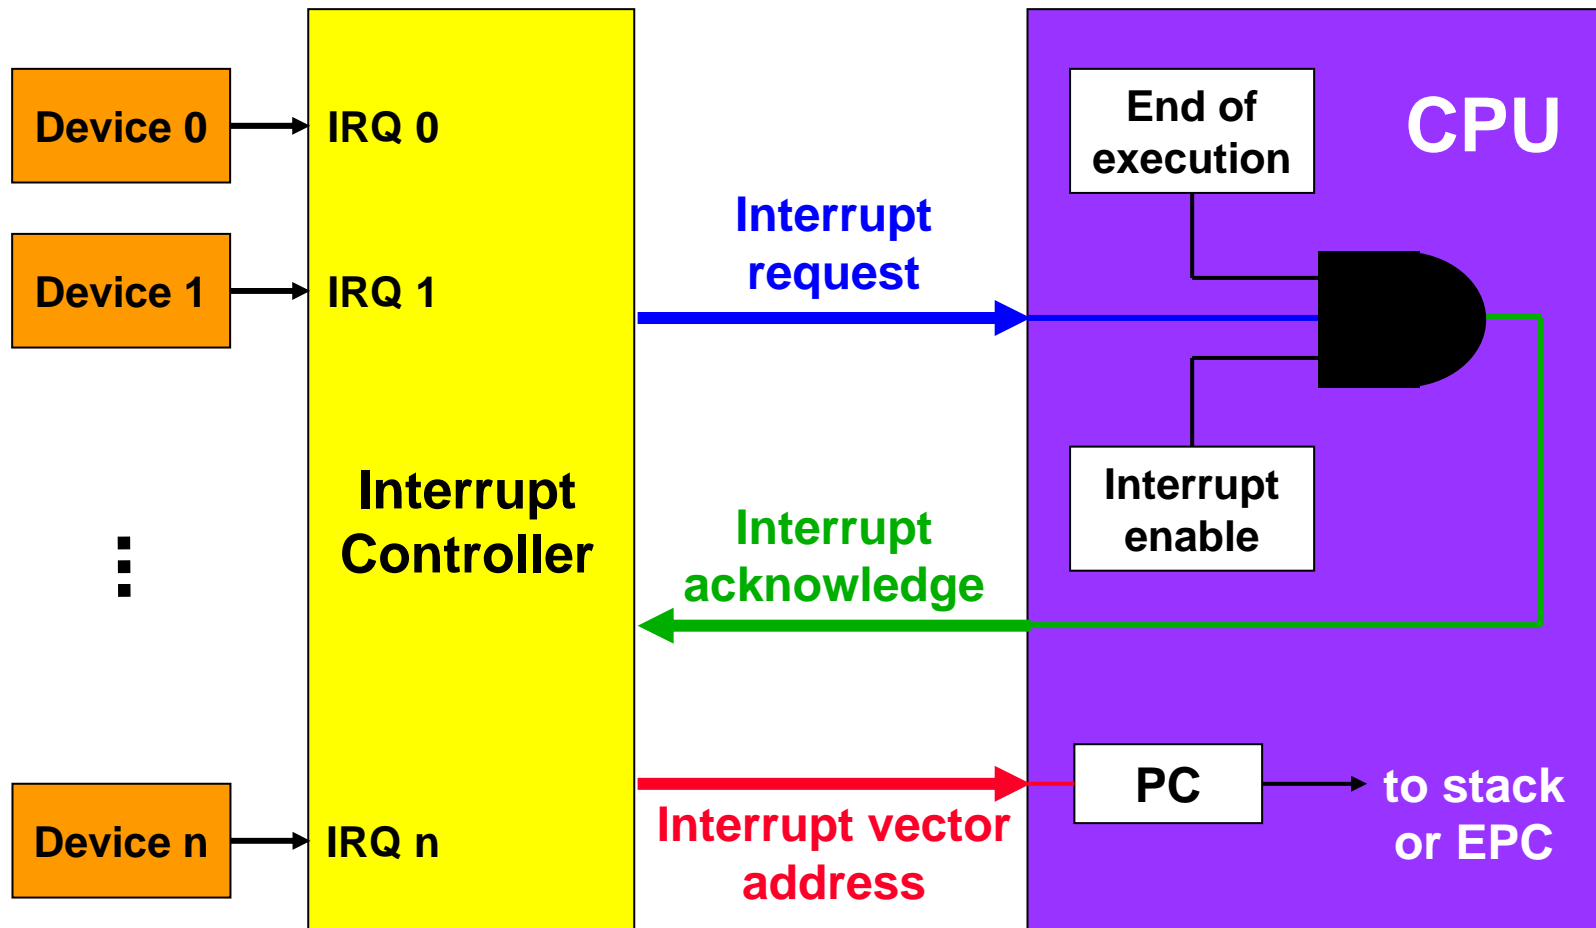 Device 0
IRQ 0
Device 1
IRQ 1
Device n
IRQ n
Interrupt
Controller
Interrupt
request
Interrupt
acknowledge
Interrupt vector
address
CPU
End of
execution
Interrupt
enable
PC
to stack
or EPC